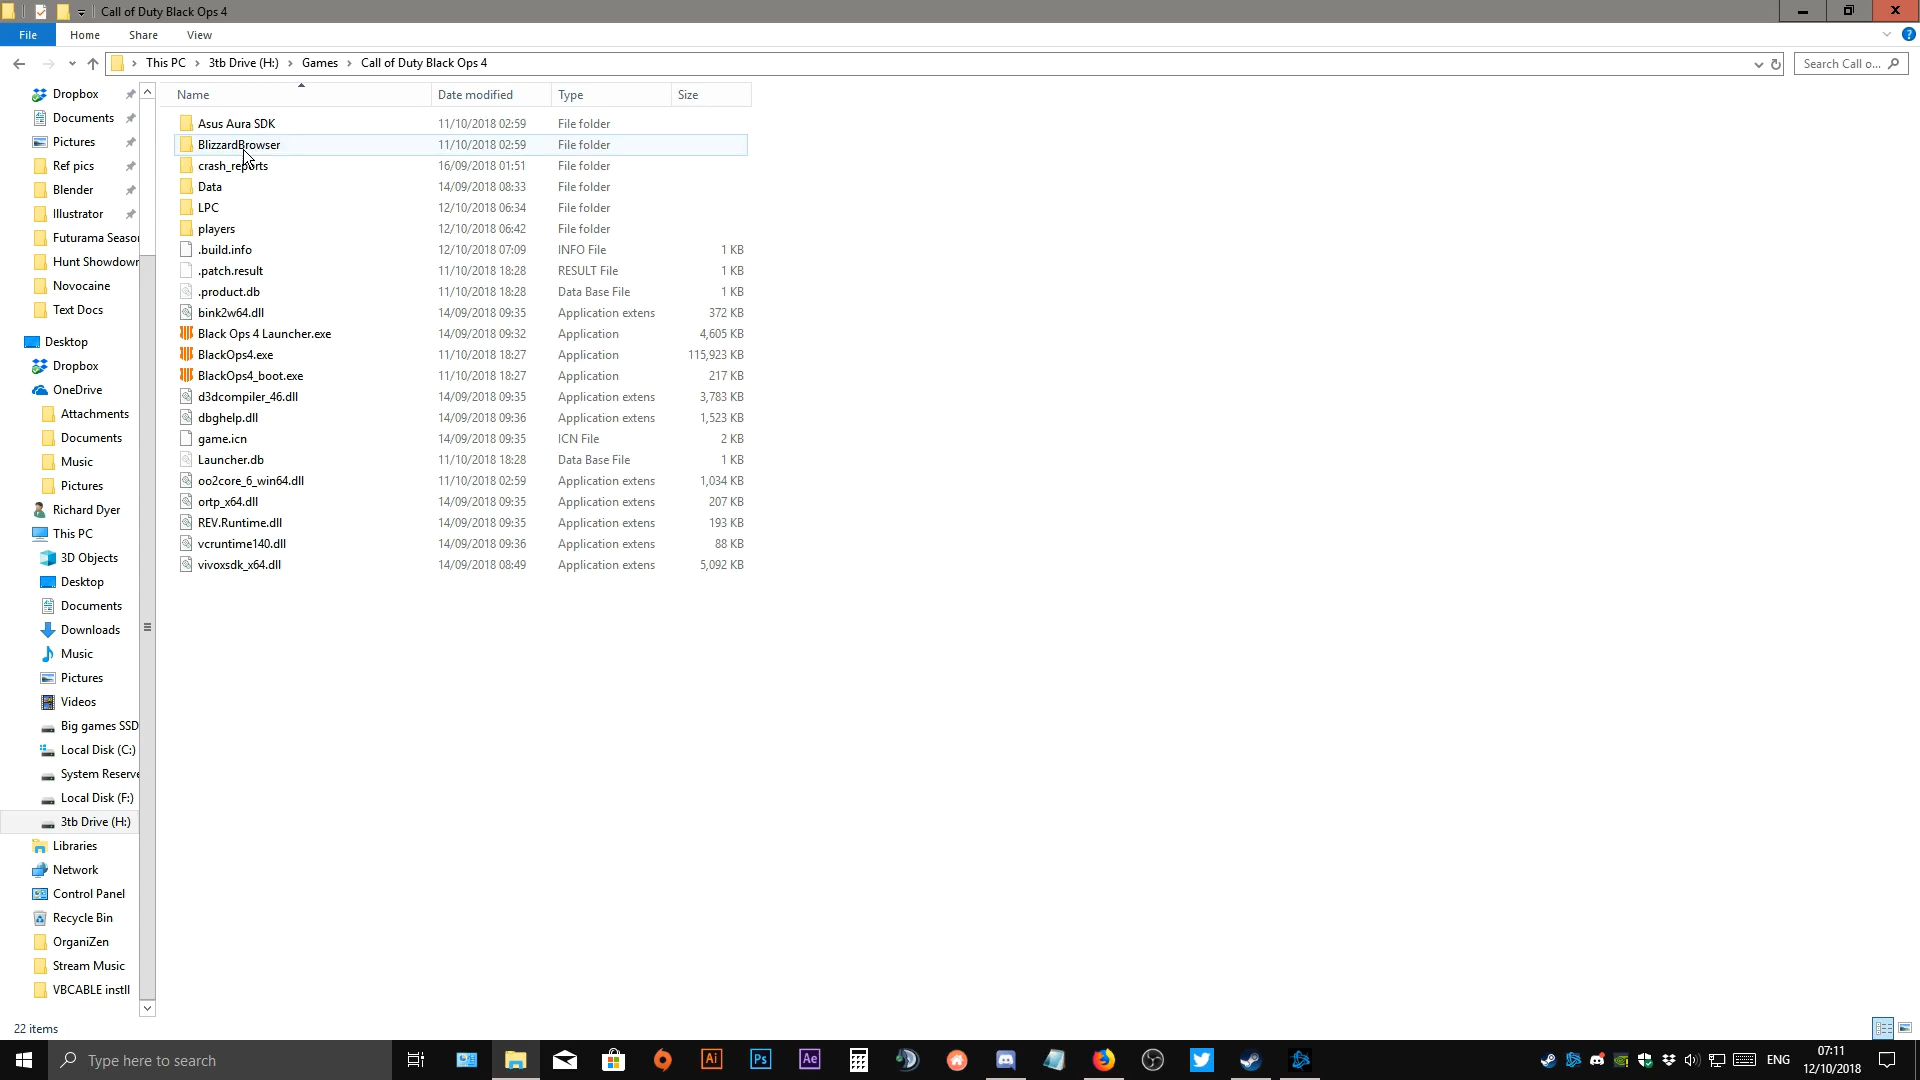 Call of Duty Black Ops 4
File Home Share View
This PC 3tb Drive (H:) Games Call of Duty Black Ops 4 Search Call o...
Name Date modified Type Size
Dropbox
Documents
Pictures
Ref pics
Blender
Illustrator
Futurama Seaso
Hunt Showdown
Novocaine
Text Docs
Desktop
Dropbox
OneDrive
Attachments
Documents
Music
Pictures
Richard Dyer
This PC
3D Objects
Desktop
Documents
Downloads
Music
Pictures
Videos
Big games SSD
Local Disk (C:)
System Reserve
Local Disk (F:)
3tb Drive (H:)
Libraries
Network
Control Panel
Recycle Bin
OrganiZen
Stream Music
VBCABLE instll
Asus Aura SDK 11/10/2018 02:59 File folder
BlizzardBrowser 11/10/2018 02:59 File folder
crash_reports 16/09/2018 01:51 File folder
Data 14/09/2018 08:33 File folder
LPC 12/10/2018 06:34 File folder
players 12/10/2018 06:42 File folder
.build.info 12/10/2018 07:09 INFO File 1 KB
.patch.result 11/10/2018 18:28 RESULT File 1 KB
.product.db 11/10/2018 18:28 Data Base File 1 KB
bink2w64.dll 14/09/2018 09:35 Application extens 372 KB
Black Ops 4 Launcher.exe 14/09/2018 09:32 Application 4,605 KB
BlackOps4.exe 11/10/2018 18:27 Application 115,923 KB
BlackOps4_boot.exe 11/10/2018 18:27 Application 217 KB
d3dcompiler_46.dll 14/09/2018 09:35 Application extens 3,783 KB
dbghelp.dll 14/09/2018 09:36 Application extens 1,523 KB
game.icn 14/09/2018 09:35 ICN File 2 KB
Launcher.db 11/10/2018 18:28 Data Base File 1 KB
oo2core_6_win64.dll 11/10/2018 02:59 Application extens 1,034 KB
ortp_x64.dll 14/09/2018 09:35 Application extens 207 KB
REV.Runtime.dll 14/09/2018 09:35 Application extens 193 KB
vcruntime140.dll 14/09/2018 09:36 Application extens 88 KB
vivoxsdk_x64.dll 14/09/2018 08:49 Application extens 5,092 KB
22 items
Type here to search Ai Ps Ae ENG 07:11
12/10/2018